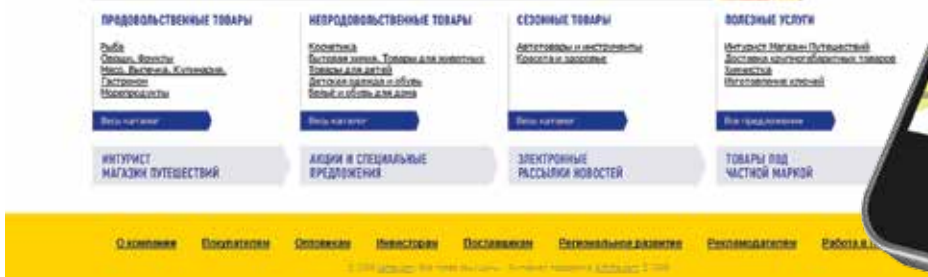 ПРОДОВОЛЬСТВЕННЫЕ ТОВАРЫ
Рыба
Овощи, Фрукты
Мясо, Выпечка, Кулинария,
Гастроном
Морепродукты
Весь каталог
НЕПРОДОВОЛЬСТВЕННЫЕ ТОВАРЫ
Косметика
Бытовая химия, Товары для животных
Товары для детей
Детская одежда и обувь
Бельё и обувь для дома
Весь каталог
СЕЗОННЫЕ ТОВАРЫ
Автотовары и инструменты
Красота и здоровье
Весь каталог
ПОЛЕЗНЫЕ УСЛУГИ
Интурист Магазин Путешествий
Доставка крупногабаритных товаров
Химчистка
Изготовление ключей
Все предложения
ИНТУРИСТ
МАГАЗИН ПУТЕШЕСТВИЙ
АКЦИИ И СПЕЦИАЛЬНЫЕ
ПРЕДЛОЖЕНИЯ
ЭЛЕКТРОННЫЕ
РАССЫЛКИ НОВОСТЕЙ
ТОВАРЫ ПОД
ЧАСТНОЙ МАРКОЙ
О компании Покупателям Оптовикам Инвесторам Поставщикам Региональное развитие Рекламодателям Работа в